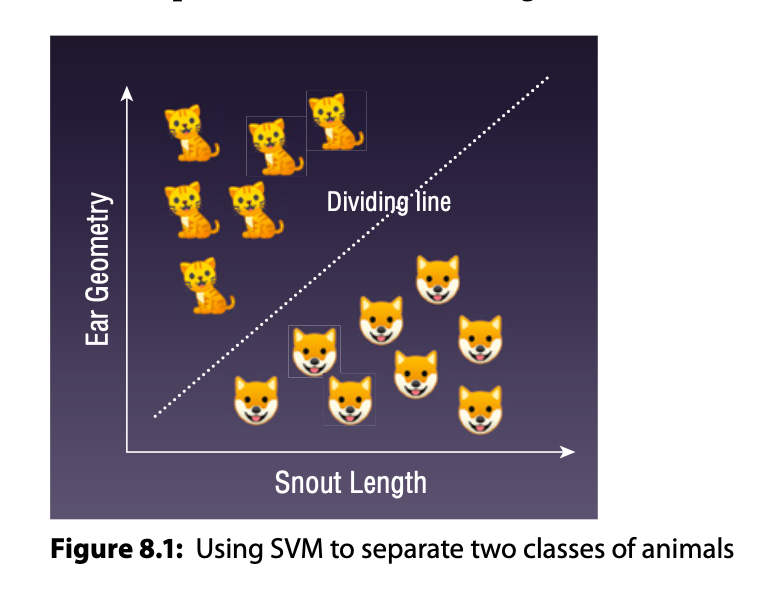 Dividing line
Ear Geometry
Snout Length
Figure 8.1: Using SVM to separate two classes of animals